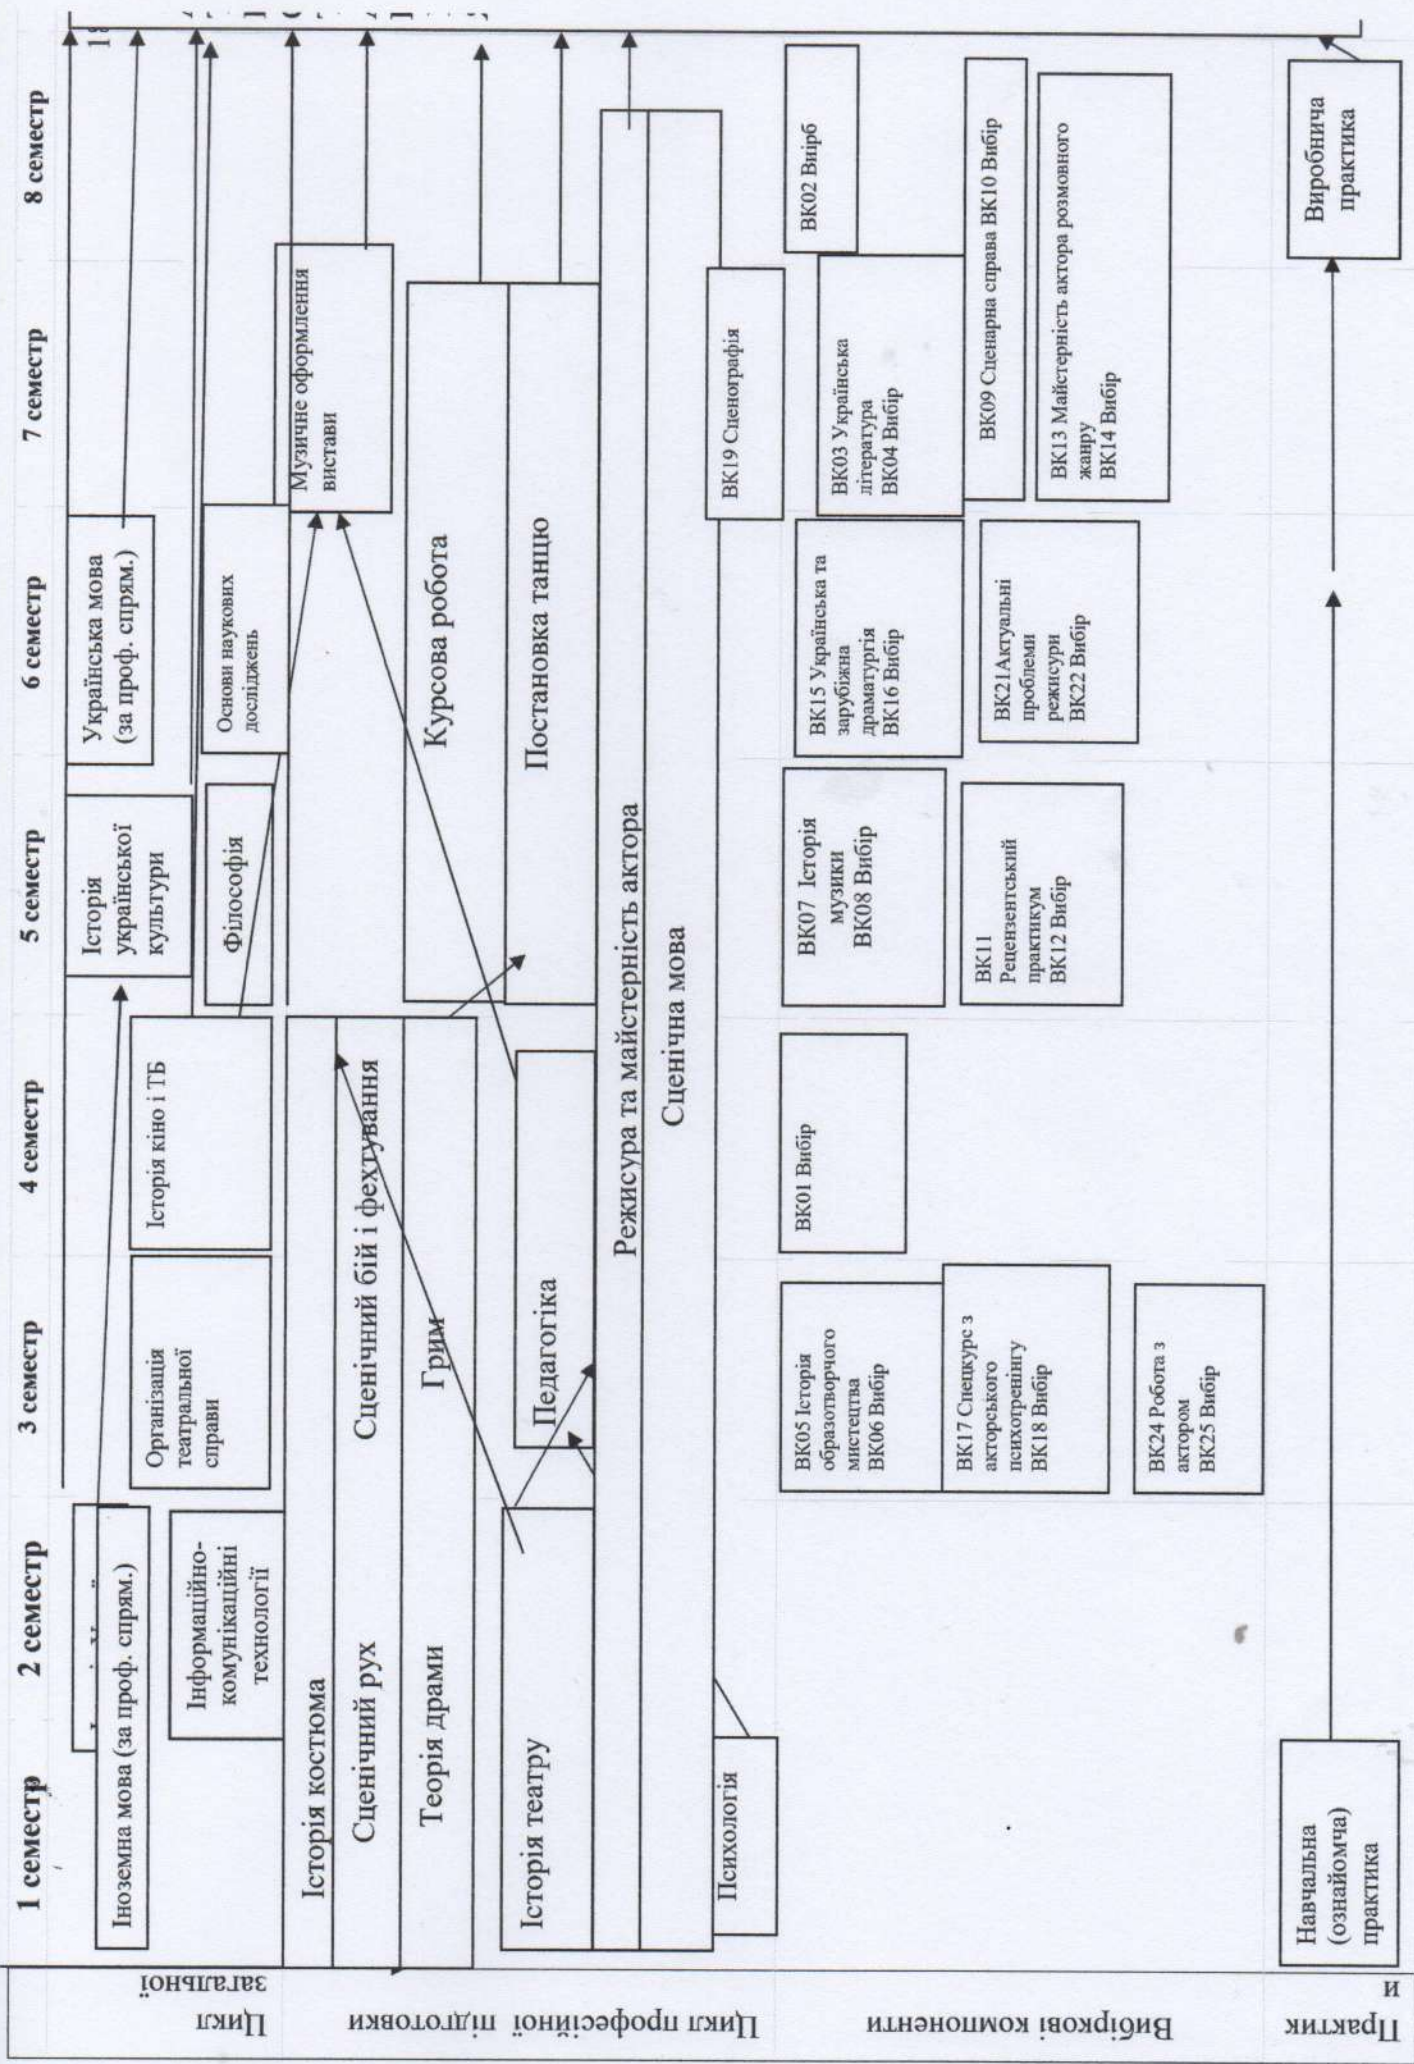 1 семестр
2 семестр
3 семестр
4 семестр
5 семестр
6 семестр
7 семестр
8 семестр
Цикл
загальної
Іноземна мова (за проф. спрям.)
Інформаційно-
комунікаційні
технології
Організація
театральної
справи
Історія кіно і ТБ
Історія
української
культури
Філософія
Українська мова
(за проф. спрям.)
Основи наукових
досліджень
Цикл професійної підготовки
Історія костюма
Сценічний рух
Сценічний бій і фехтування
Теорія драми
Грим
Історія театру
Педагогіка
Музичне оформлення
вистави
Курсова робота
Постановка танцю
Режисура та майстерність актора
Сценічна мова
Психологія
ВК19 Сценографія
Вибіркові компоненти
ВК05 Історія
образотворчого
мистецтва
ВК06 Вибір
ВК17 Спецкурс з
акторського
психотренінгу
ВК18 Вибір
ВК24 Робота з
актором
ВК25 Вибір
ВК01 Вибір
ВК07 Історія
музики
ВК08 Вибір
ВК11
Рецензентський
практикум
ВК12 Вибір
ВК15 Українська та
зарубіжна
драматургія
ВК16 Вибір
ВК21Актуальні
проблеми
режисури
ВК22 Вибір
ВК03 Українська
література
ВК04 Вибір
ВК02 Виірб
ВК09 Сценарна справа ВК10 Вибір
ВК13 Майстерність актора розмовного
жанру
ВК14 Вибір
Практик
и
Навчальна
(ознайомча)
практика
Виробнича
практика